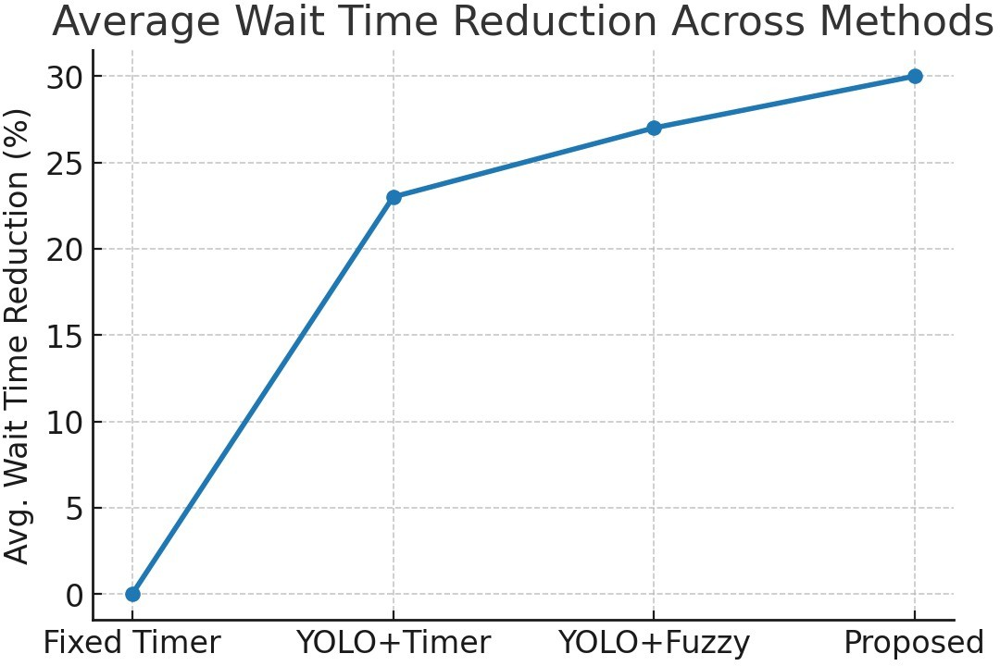 Average Wait Time Reduction Across Methods
Avg. Wait Time Reduction (%)
30
25
20
15
10
5
0
Fixed Timer YOLO+Timer YOLO+Fuzzy Proposed